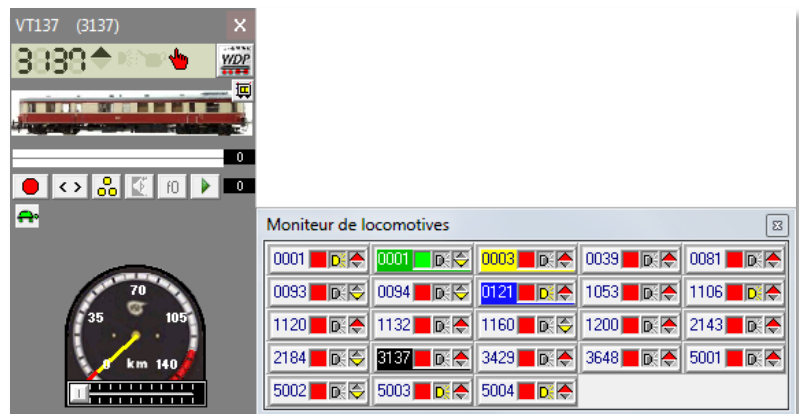 VT137 (3137)
3137
WDP
0
f0 0
70
35 105
0 km 140
Moniteur de locomotives
0001 D 0001 D 0003 D 0039 D 0081 D
0093 D 0094 D 0121 D 1053 D 1106 D
1120 D 1132 D 1160 D 1200 D 2143 D
2184 D 3137 D 3429 D 3648 D 5001 D
5002 D 5003 D 5004 D